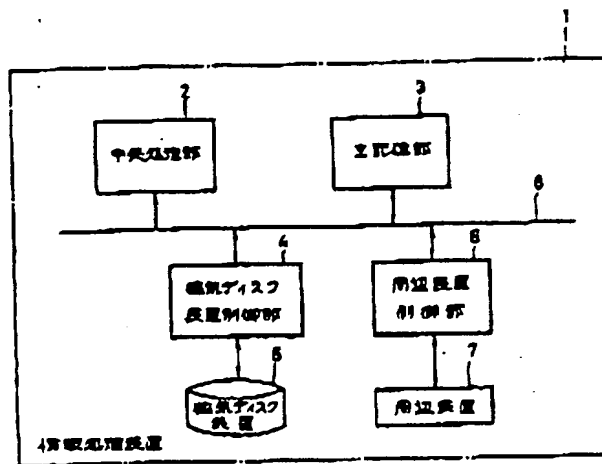 1
2
3
中央処理部
主記憶部
6
4
8
磁気ディスク
装置制御部
周辺装置
制御部
5
7
磁気ディスク
装置
周辺装置
情報処理装置